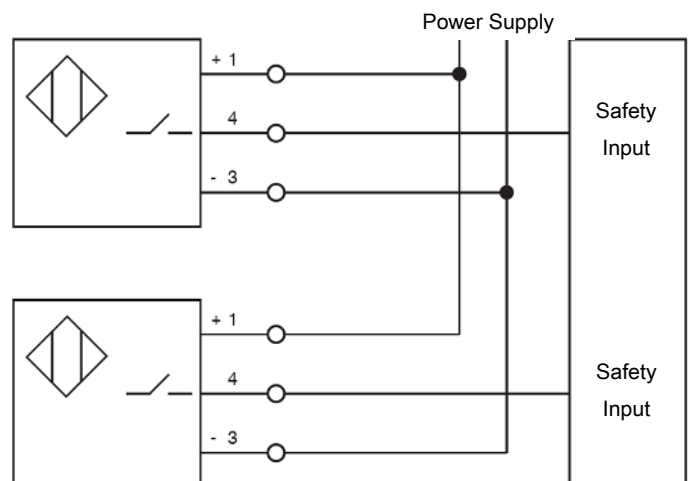 Power Supply
+ 1
4
- 3
Safety
Input
+ 1
4
- 3
Safety
Input